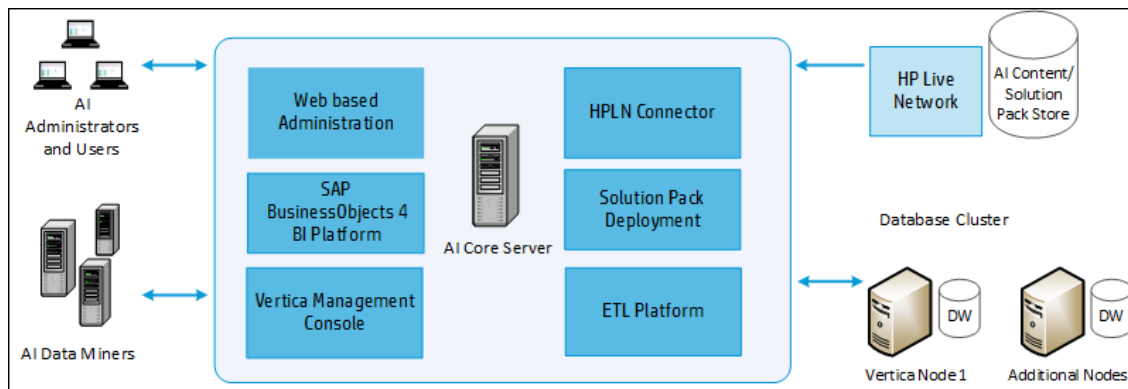 AI
Administrators
and Users
AI Data Miners
Web based
Administration
SAP
BusinessObjects 4
BI Platform
Vertica Management
Console
AI Core Server
HPLN Connector
Solution Pack
Deployment
ETL Platform
HP Live
Network
AI Content/
Solution
Pack Store
Database Cluster
DW
Vertica Node 1
DW
Additional Nodes